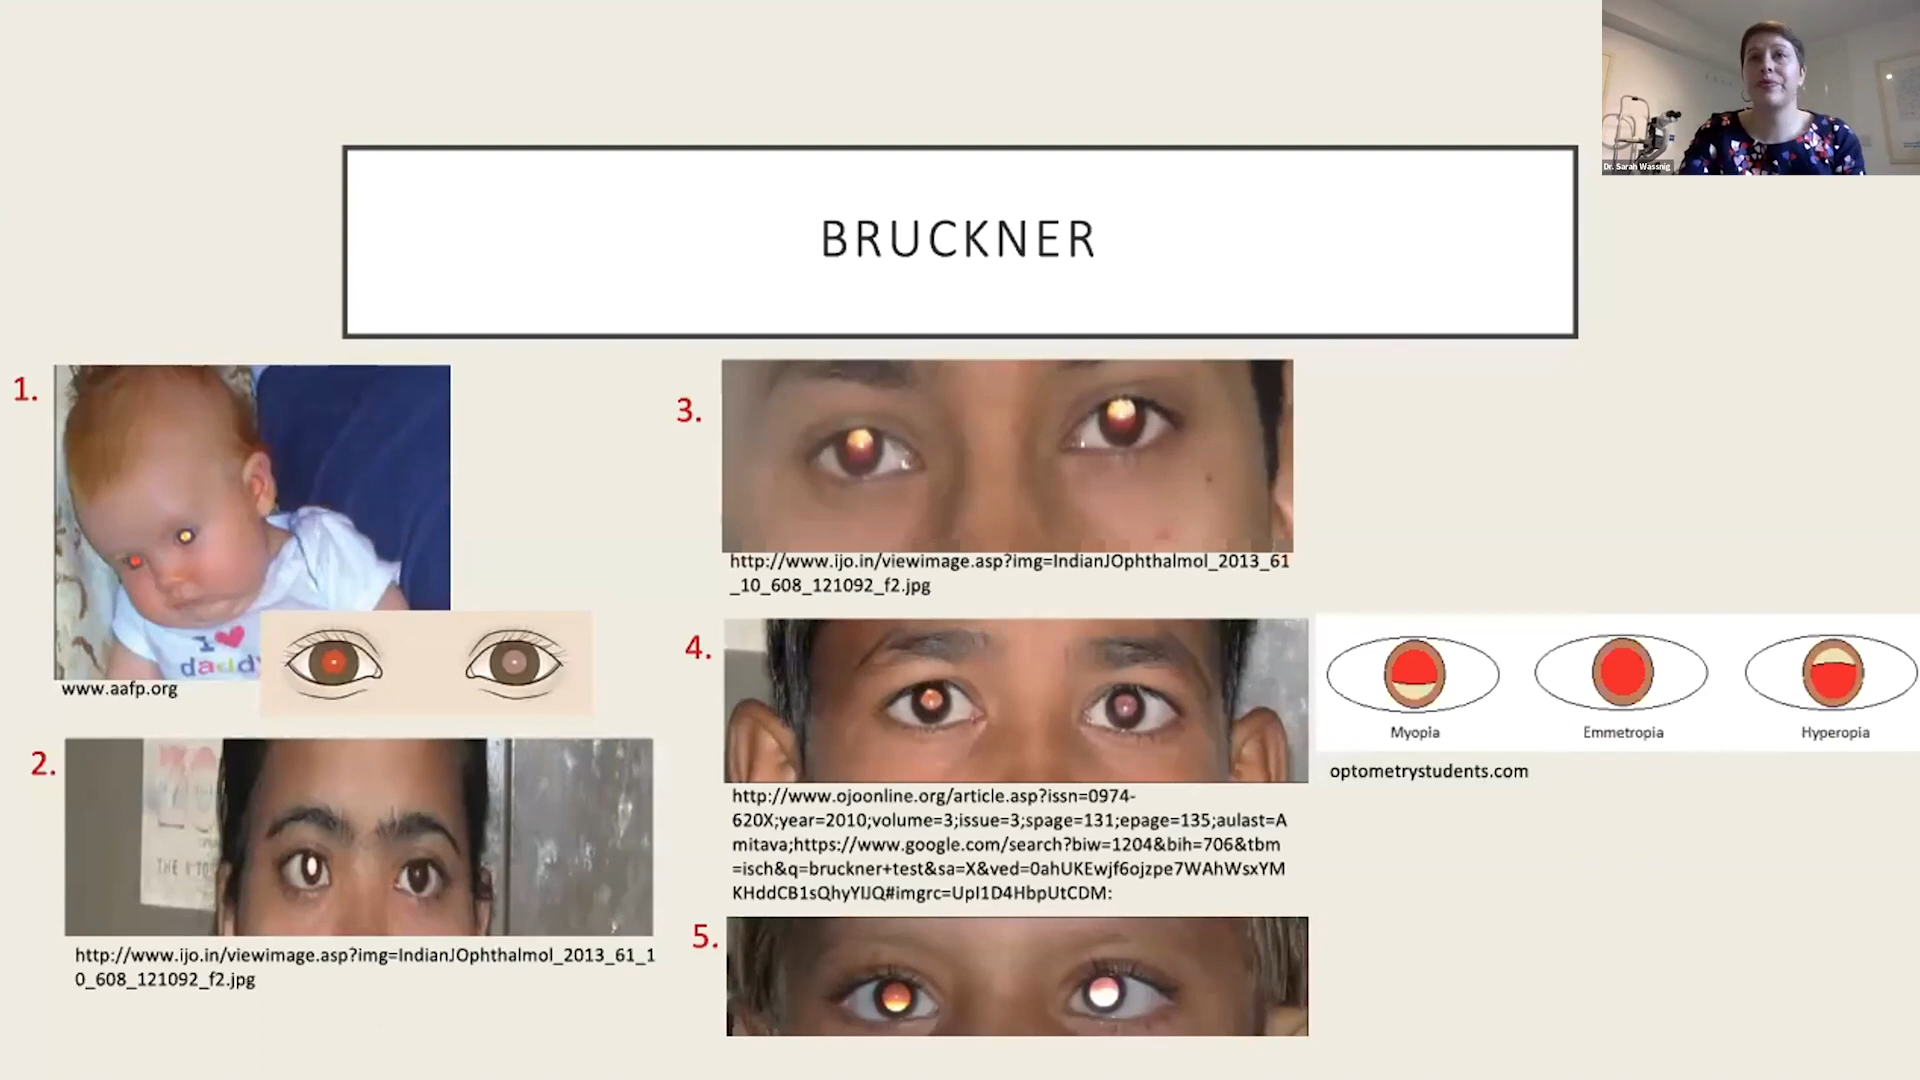 Dr. Sarah Wassnig
BRUCKNER
1.
I
daddy
www.aafp.org
2.
THE
http://www.ijo.in/viewimage.asp?img=IndianJOphthalmol_2013_61_1
0_608_121092_f2.jpg
3.
http://www.ijo.in/viewimage.asp?img=IndianJOphthalmol_2013_61
_10_608_121092_f2.jpg
4.
http://www.ojoonline.org/article.asp?issn=0974-
620X;year=2010;volume=3;issue=3;spage=131;epage=135;aulast=A
mitava;https://www.google.com/search?biw=1204&bih=706&tbm
=isch&q=bruckner+test&sa=X&ved=0ahUKEwjf6ojzpe7WAhWsxYM
KHddCB1sQhyYIJQ#imgrc=UpI1D4HbpUtCDM:
Myopia
Emmetropia
Hyperopia
optometrystudents.com
5.